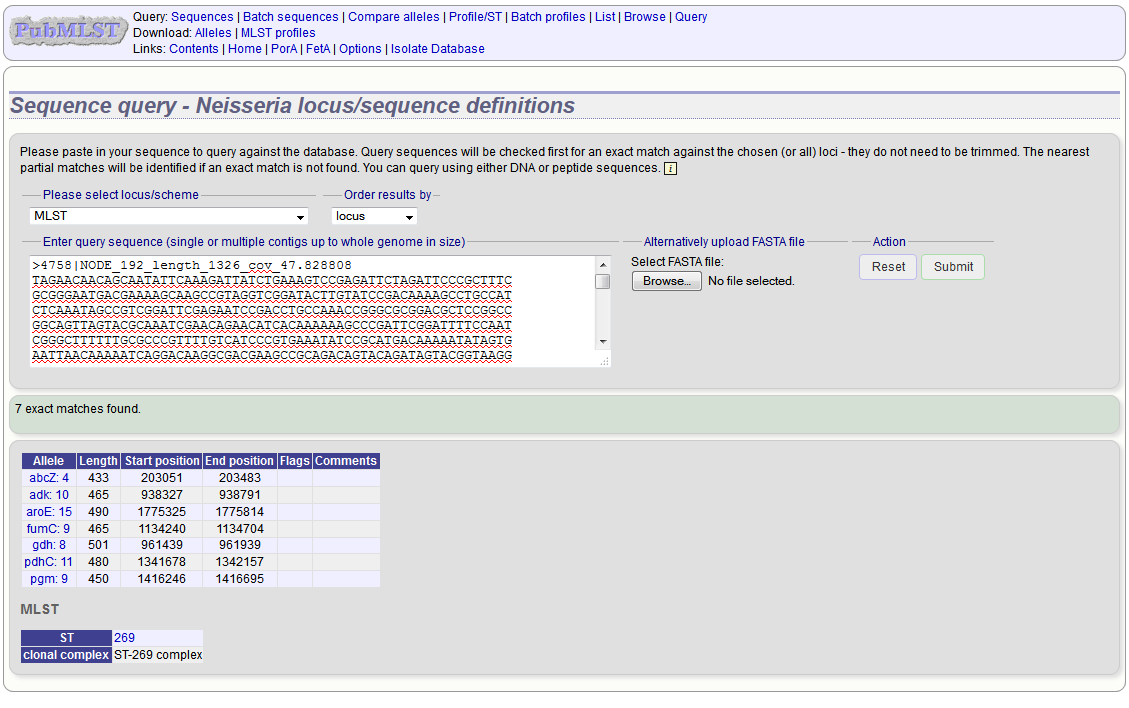 PubMLST
Query: Sequences | Batch sequences | Compare alleles | Profile/ST | Batch profiles | List | Browse | Query
Download: Alleles | MLST profiles
Links: Contents | Home | PorA | FetA | Options | Isolate Database
Sequence query - Neisseria locus/sequence definitions
Please paste in your sequence to query against the database. Query sequences will be checked first for an exact match against the chosen (or all) loci - they do not need to be trimmed. The nearest
partial matches will be identified if an exact match is not found. You can query using either DNA or peptide sequences. i
Please select locus/scheme Order results by
MLST locus
Enter query sequence (single or multiple contigs up to whole genome in size) Alternatively upload FASTA file Action
>4758|NODE_192_length_1326_cov_47.828808
TAGAACAACAGCAATATTCAAAGATTATCTGAAAGTCCGAGATTCTAGATTCCCGCTTTC
GCGGGAATGACGAAAAGCAAGCCGTAGGTCGGATACTTGTATCCGACAAAAGCCTGCCAT
CTCAAATAGCCGTCGGATTCGAGAATCCGACCTGCCAAACCGGGCGCGGACGCTCCGGCC
GGCAGTTAGTACGCAAATCGAACAGAACATCACAAAAAAGCCCGATTCGGATTTTCCAAT
CGGGCTTTTTTGCGCCCGTTTTGTCATCCCGTGAAATATCCGCATGACAAAAATATAGTG
AATTAACAAAAATCAGGACAAGGCGACGAAGCCGCAGACAGTACAGATAGTACGGTAAGG
Select FASTA file:
Browse... No file selected.
Reset Submit
7 exact matches found.
Allele Length Start position End position Flags Comments
abcZ: 4 433 203051 203483
adk: 10 465 938327 938791
aroE: 15 490 1775325 1775814
fumC: 9 465 1134240 1134704
gdh: 8 501 961439 961939
pdhC: 11 480 1341678 1342157
pgm: 9 450 1416246 1416695
MLST
ST 269
clonal complex ST-269 complex